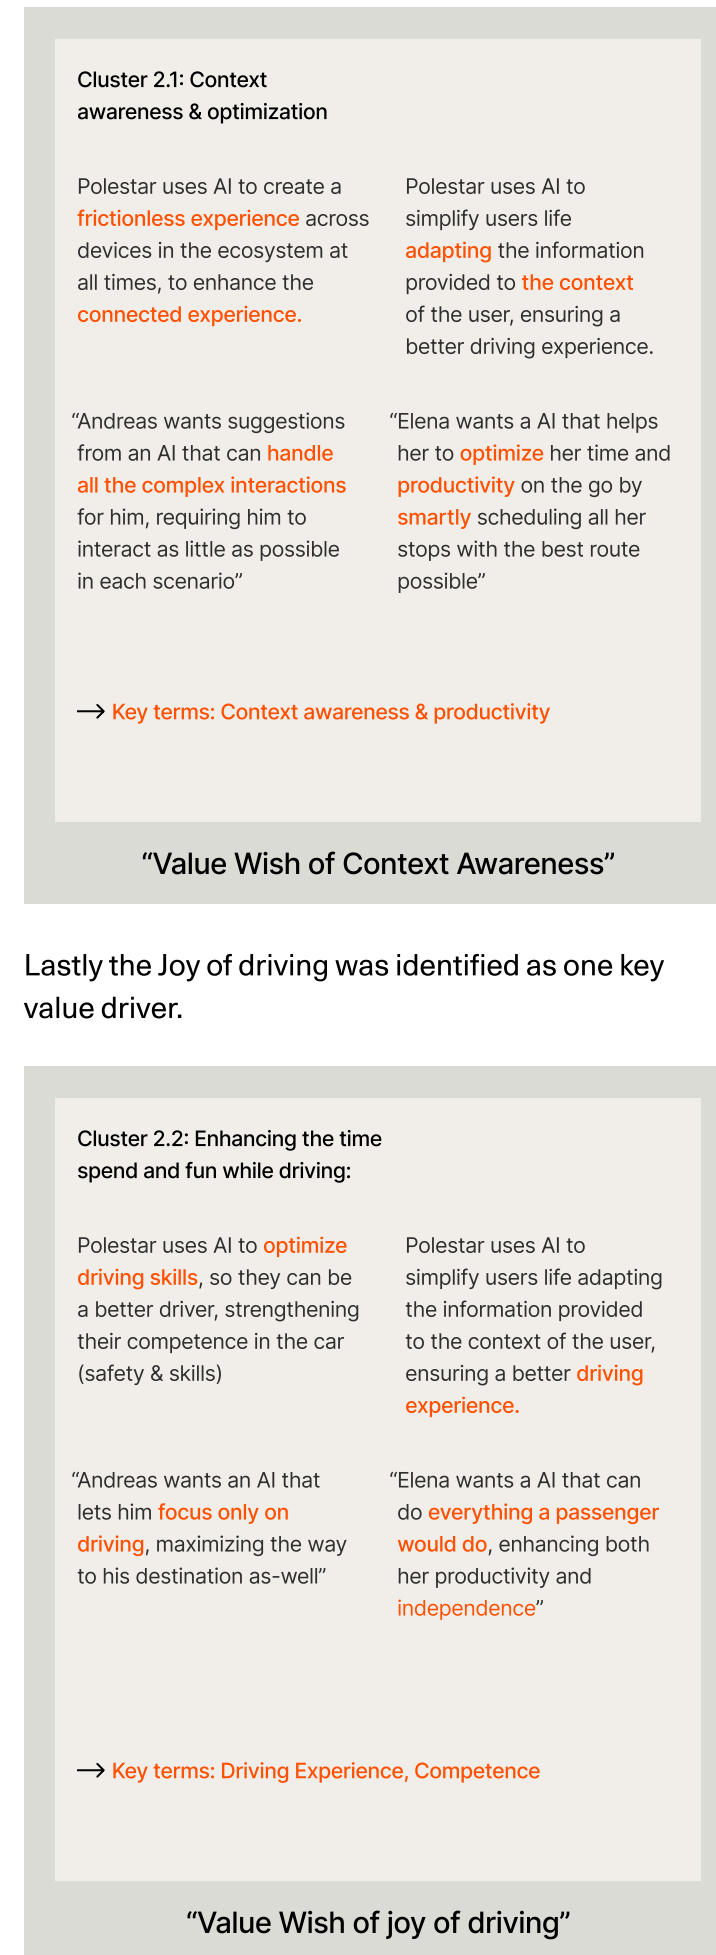 Cluster 2.1: Context
awareness & optimization
Polestar uses AI to create a
frictionless experience across
devices in the ecosystem at
all times, to enhance the
connected experience.
Polestar uses AI to
simplify users life
adapting the information
provided to the context
of the user, ensuring a
better driving experience.
“Andreas wants suggestions
from an AI that can handle
all the complex interactions
for him, requiring him to
interact as little as possible
in each scenario”
“Elena wants a AI that helps
her to optimize her time and
productivity on the go by
smartly scheduling all her
stops with the best route
possible”
→ Key terms: Context awareness & productivity
“Value Wish of Context Awareness”
Lastly the Joy of driving was identified as one key
value driver.
Cluster 2.2: Enhancing the time
spend and fun while driving:
Polestar uses AI to optimize
driving skills, so they can be
a better driver, strengthening
their competence in the car
(safety & skills)
Polestar uses AI to
simplify users life adapting
the information provided
to the context of the user,
ensuring a better driving
experience.
“Andreas wants an AI that
lets him focus only on
driving, maximizing the way
to his destination as-well”
“Elena wants a AI that can
do everything a passenger
would do, enhancing both
her productivity and
independence”
→ Key terms: Driving Experience, Competence
“Value Wish of joy of driving”